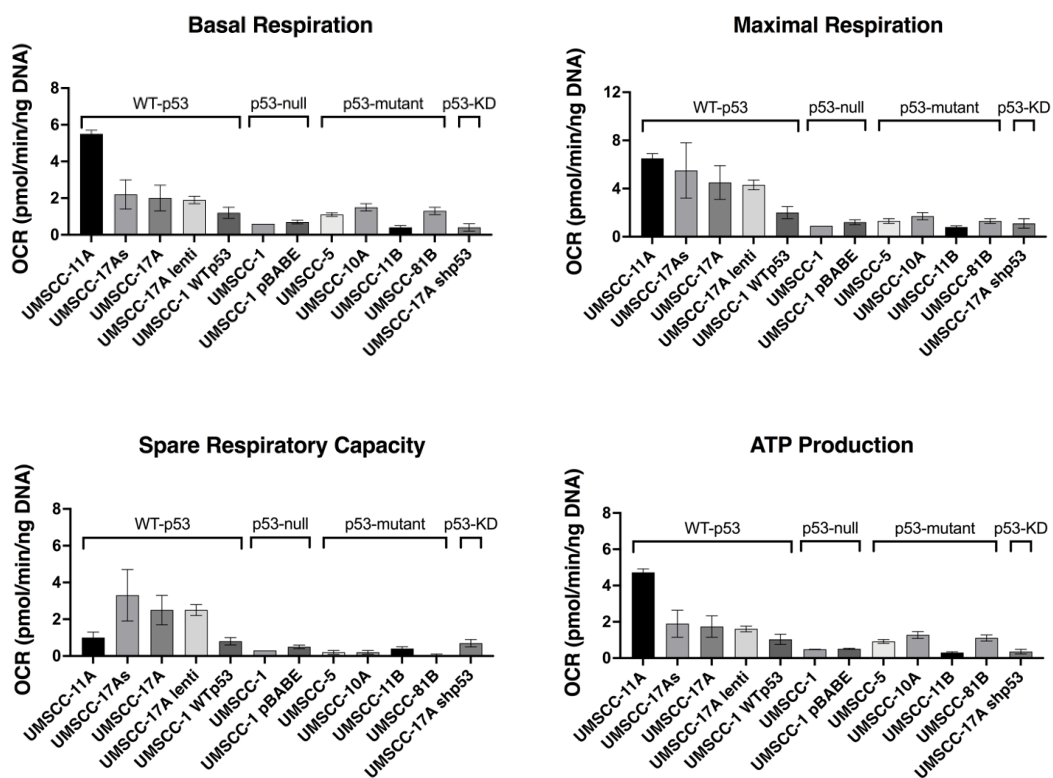 Basal Respiration
OCR (pmol/min/ng DNA)
8
6
4
2
0
WT-p53
p53-null
p53-mutant
p53-KD
UMSCC-11A
UMSCC-17As
UMSCC-17A
UMSCC-17A lenti
UMSCC-1 WTp53
UMSCC-1
UMSCC-1 pBABE
UMSCC-5
UMSCC-10A
UMSCC-11B
UMSCC-81B
UMSCC-17A shp53
Maximal Respiration
OCR (pmol/min/ng DNA)
12
8
4
0
WT-p53
p53-null
p53-mutant
p53-KD
UMSCC-11A
UMSCC-17As
UMSCC-17A
UMSCC-17A lenti
UMSCC-1 WTp53
UMSCC-1
UMSCC-1 pBABE
UMSCC-5
UMSCC-10A
UMSCC-11B
UMSCC-81B
UMSCC-17A shp53
Spare Respiratory Capacity
OCR (pmol/min/ng DNA)
8
6
4
2
0
WT-p53
p53-null
p53-mutant
p53-KD
UMSCC-11A
UMSCC-17As
UMSCC-17A
UMSCC-17A lenti
UMSCC-1 WTp53
UMSCC-1
UMSCC-1 pBABE
UMSCC-5
UMSCC-10A
UMSCC-11B
UMSCC-81B
UMSCC-17A shp53
ATP Production
OCR (pmol/min/ng DNA)
8
6
4
2
0
WT-p53
p53-null
p53-mutant
p53-KD
UMSCC-11A
UMSCC-17As
UMSCC-17A
UMSCC-17A lenti
UMSCC-1 WTp53
UMSCC-1
UMSCC-1 pBABE
UMSCC-5
UMSCC-10A
UMSCC-11B
UMSCC-81B
UMSCC-17A shp53